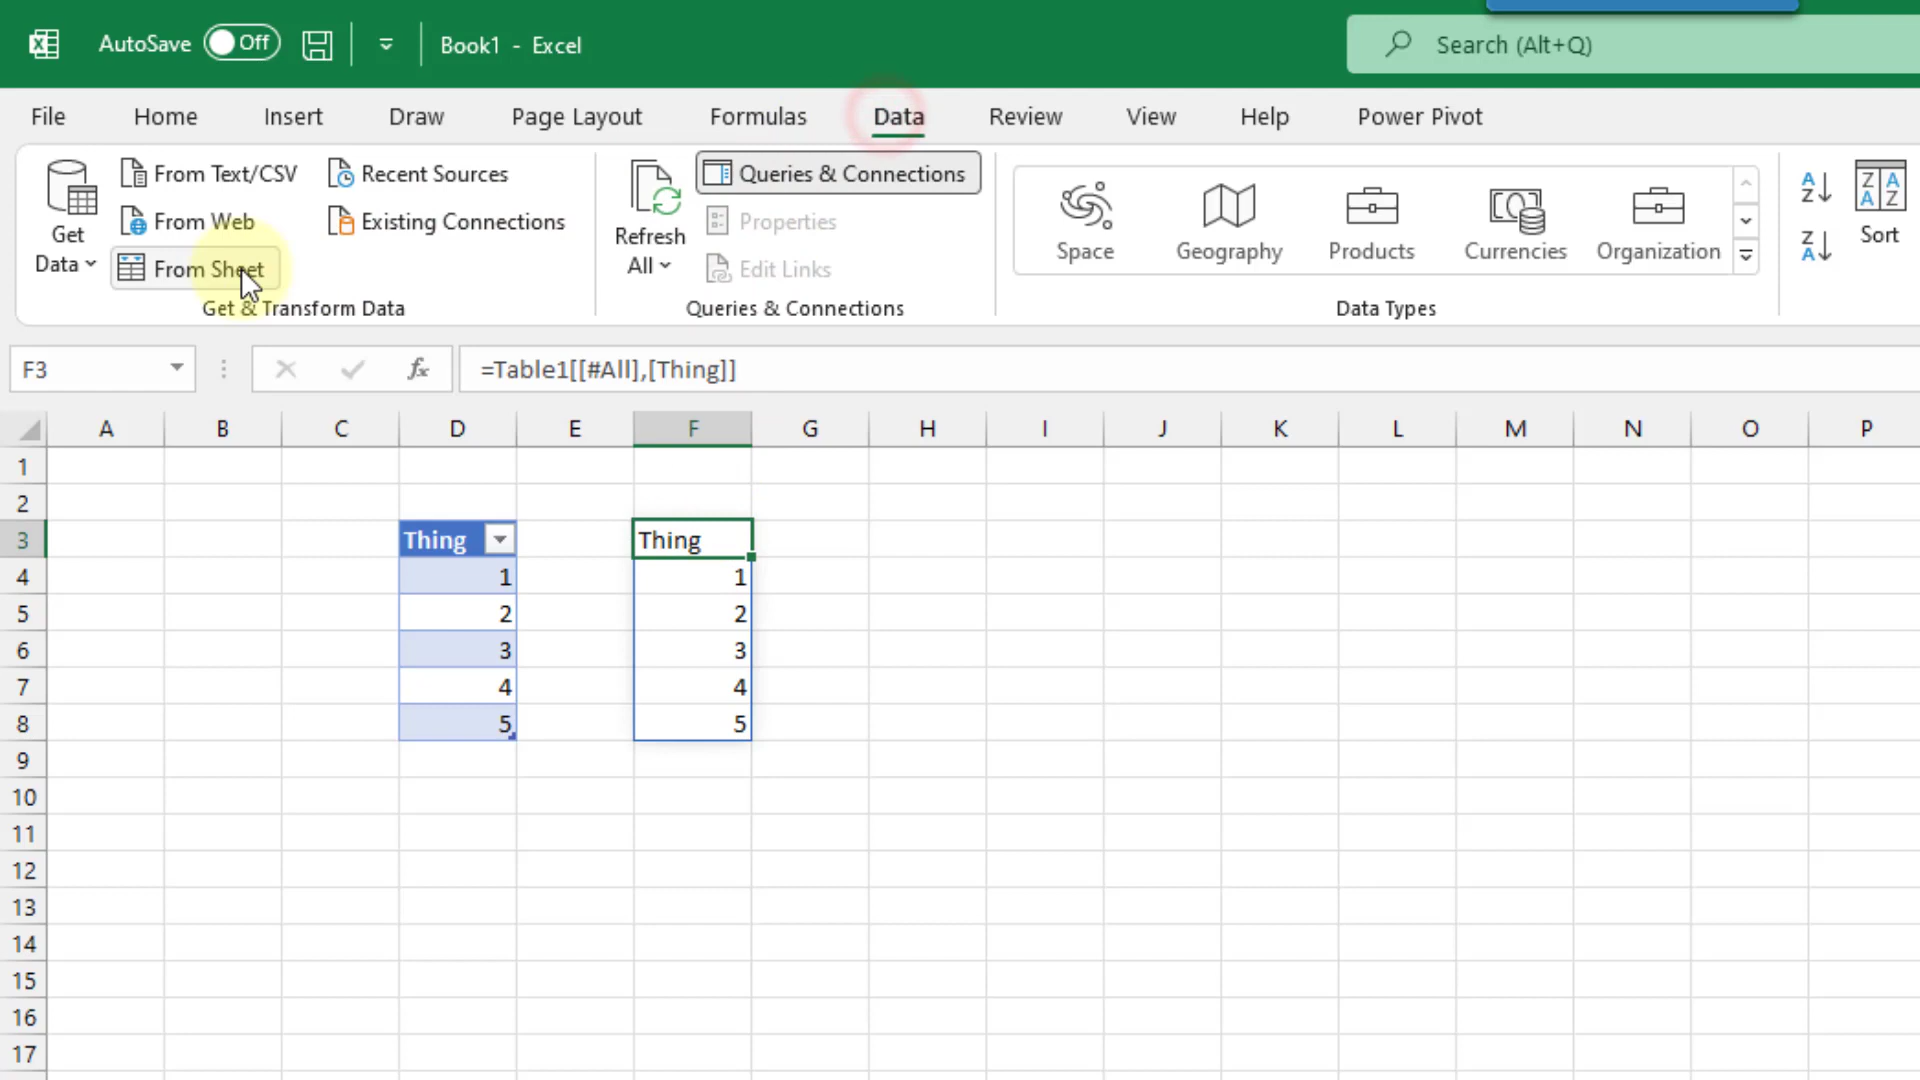 AutoSave Off Book1 - Excel Search (Alt+Q)
File Home Insert Draw Page Layout Formulas Data Review View Help Power Pivot
Get Data
From Text/CSV
From Web
From Sheet
Recent Sources
Existing Connections
Get & Transform Data
Refresh All
Queries & Connections
Properties
Edit Links
Queries & Connections
Space Geography Products Currencies Organization
Data Types
Sort
F3 fx =Table1[[#All],[Thing]]
A B C D E F G H I J K L M N O P
1
2
3 Thing Thing
4 1 1
5 2 2
6 3 3
7 4 4
8 5 5
9
10
11
12
13
14
15
16
17